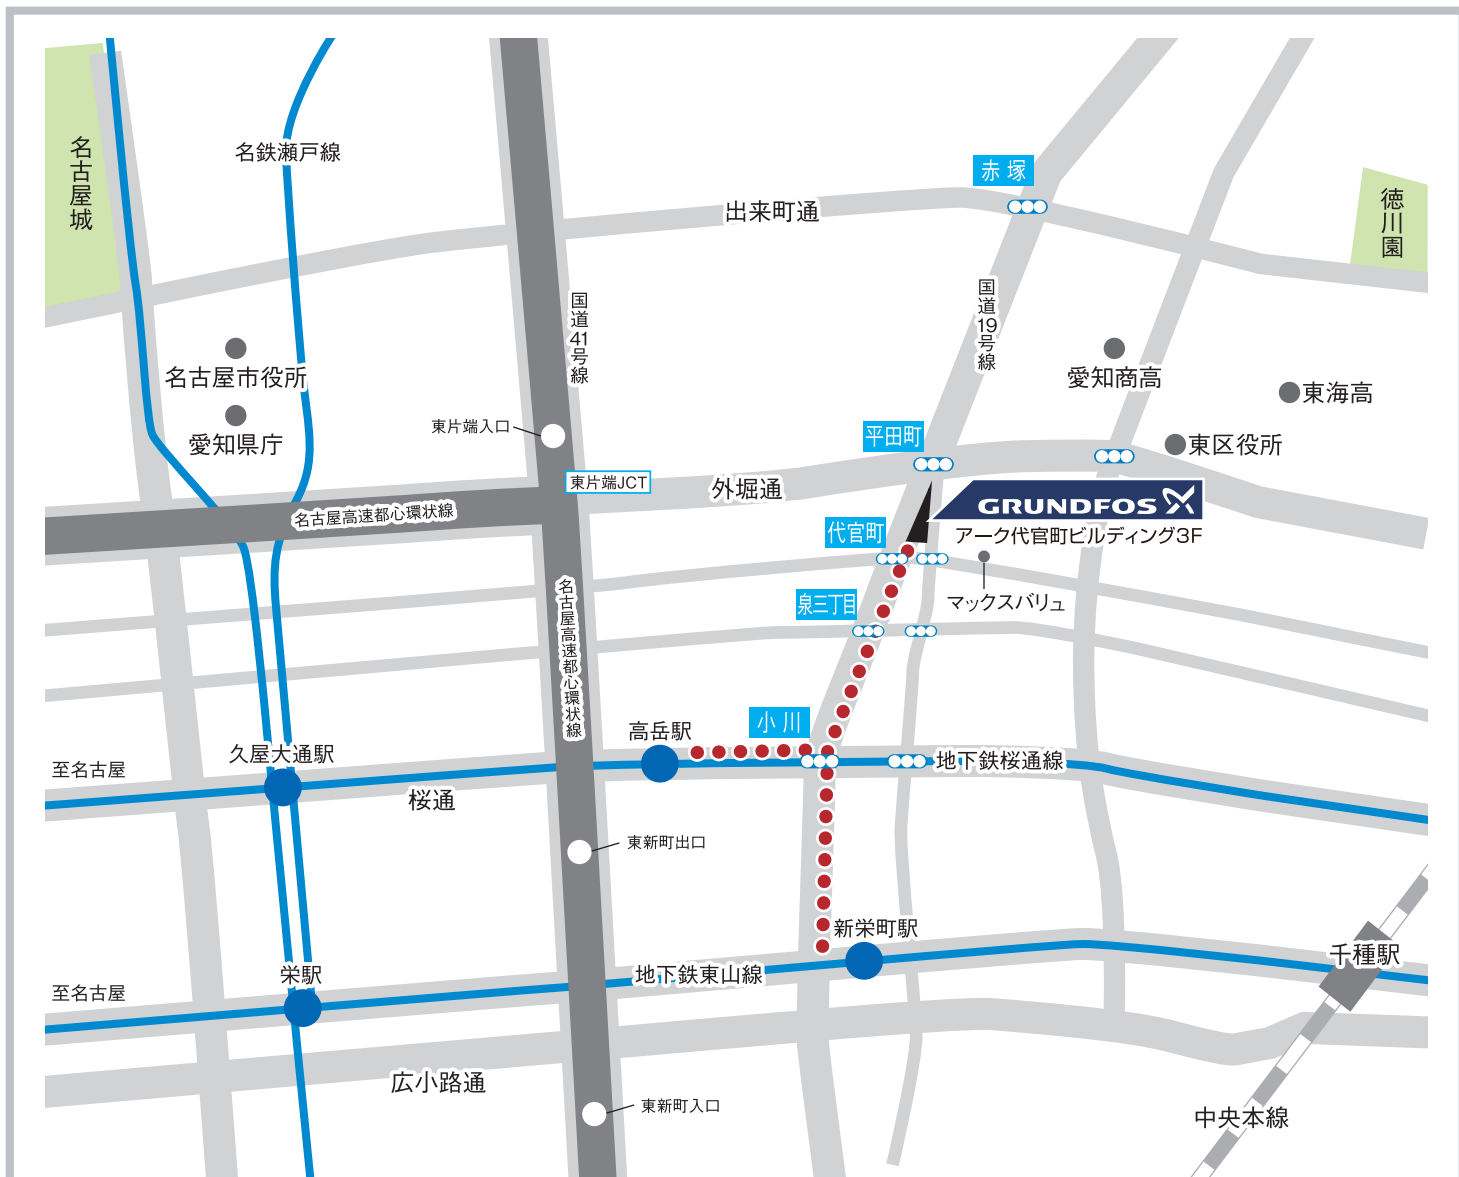 名古屋城
名鉄瀬戸線
赤塚
出来町通
徳川園
国道41号線
国道19号線
名古屋市役所
愛知県庁
愛知商高
東海高
東区役所
東片端入口
平田町
東片端JCT
外堀通
GRUNDFOS
アーク代官町ビルディング3F
名古屋高速都心環状線
代官町
泉三丁目
マックスバリュ
名古屋高速都心環状線
小川
高岳駅
久屋大通駅
至名古屋
地下鉄桜通線
桜通
東新町出口
新栄町駅
千種駅
栄駅
地下鉄東山線
至名古屋
広小路通
東新町入口
中央本線